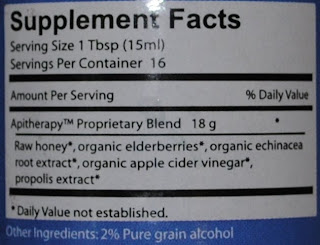 Supplement Facts
Serving Size 1 Tbsp (15ml)
Servings Per Container 16
Amount Per Serving % Daily Value
Apitherapy™ Proprietary Blend 18 g *
Raw honey*, organic elderberries*, organic echinacea
root extract*, organic apple cider vinegar*,
propolis extract*
*Daily Value not established.
Other Ingredients: 2% Pure grain alcohol